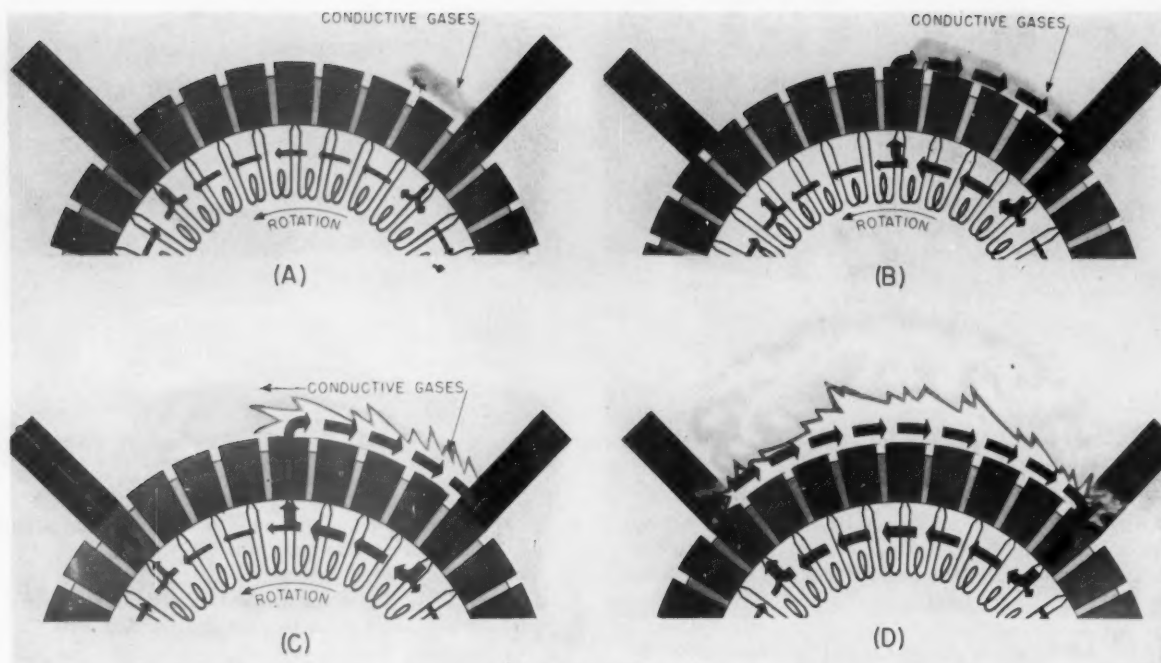 CONDUCTIVE GASES
CONDUCTIVE GASES
ROTATION
ROTATION
(A)
(B)
CONDUCTIVE GASES
ROTATION
(C)
(D)